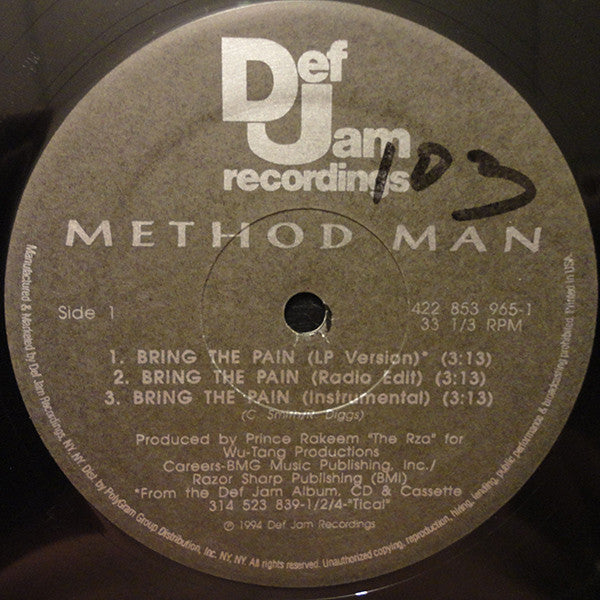 Def
Jam
recordings
103
METHOD MAN
Side 1
422 853 965-1
33 1/3 RPM
1. BRING THE PAIN (LP Version)* (3:13)
2. BRING THE PAIN (Radio Edit) (3:13)
3. BRING THE PAIN (Instrumental) (3:13)
(C. Smith/R. Diggs)
Produced by Prince Rakeem "The Rza" for
Wu-Tang Productions
Careers-BMG Music Publishing, Inc./
Razor Sharp Publishing (BMI)
*From the Def Jam Album, CD & Cassette
314 523 839-1/2/4-"Tical"
℗ 1994 Def Jam Recordings
Manufactured & Marketed by Def Jam Recordings, NY, NY. Dist. by PolyGram Group Distribution, Inc. NY, NY. All rights reserved. Unauthorized copying, reproduction, hiring, lending, public performance & broadcasting prohibited. Printed in USA.